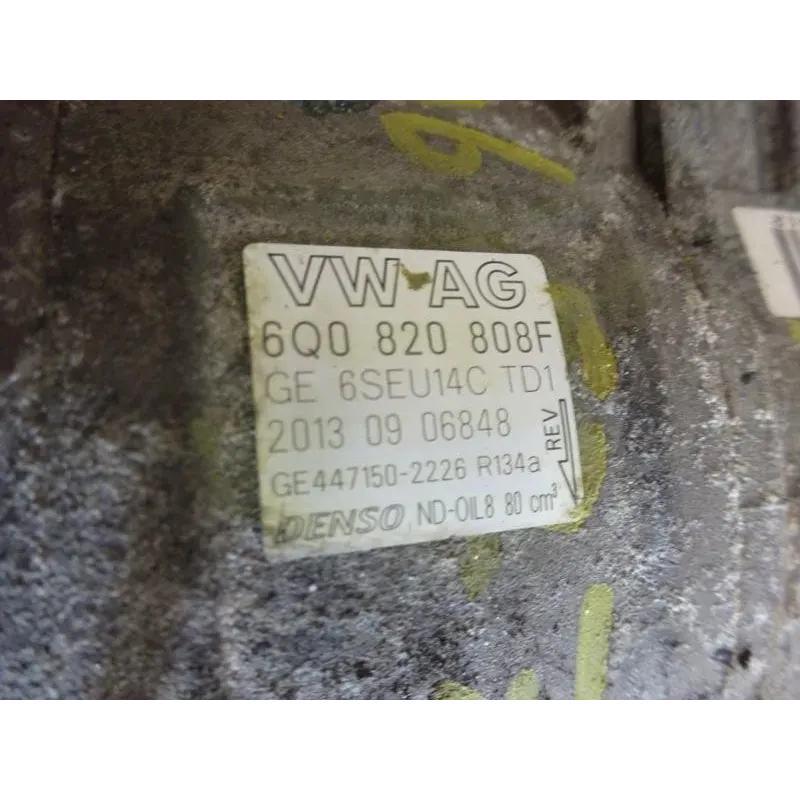 VW AG
6Q0 820 808F
GE 6SEU14C TD1
2013 09 06848
REV
GE447150-2226 R134a
DENSO ND-OIL8 80 cm³